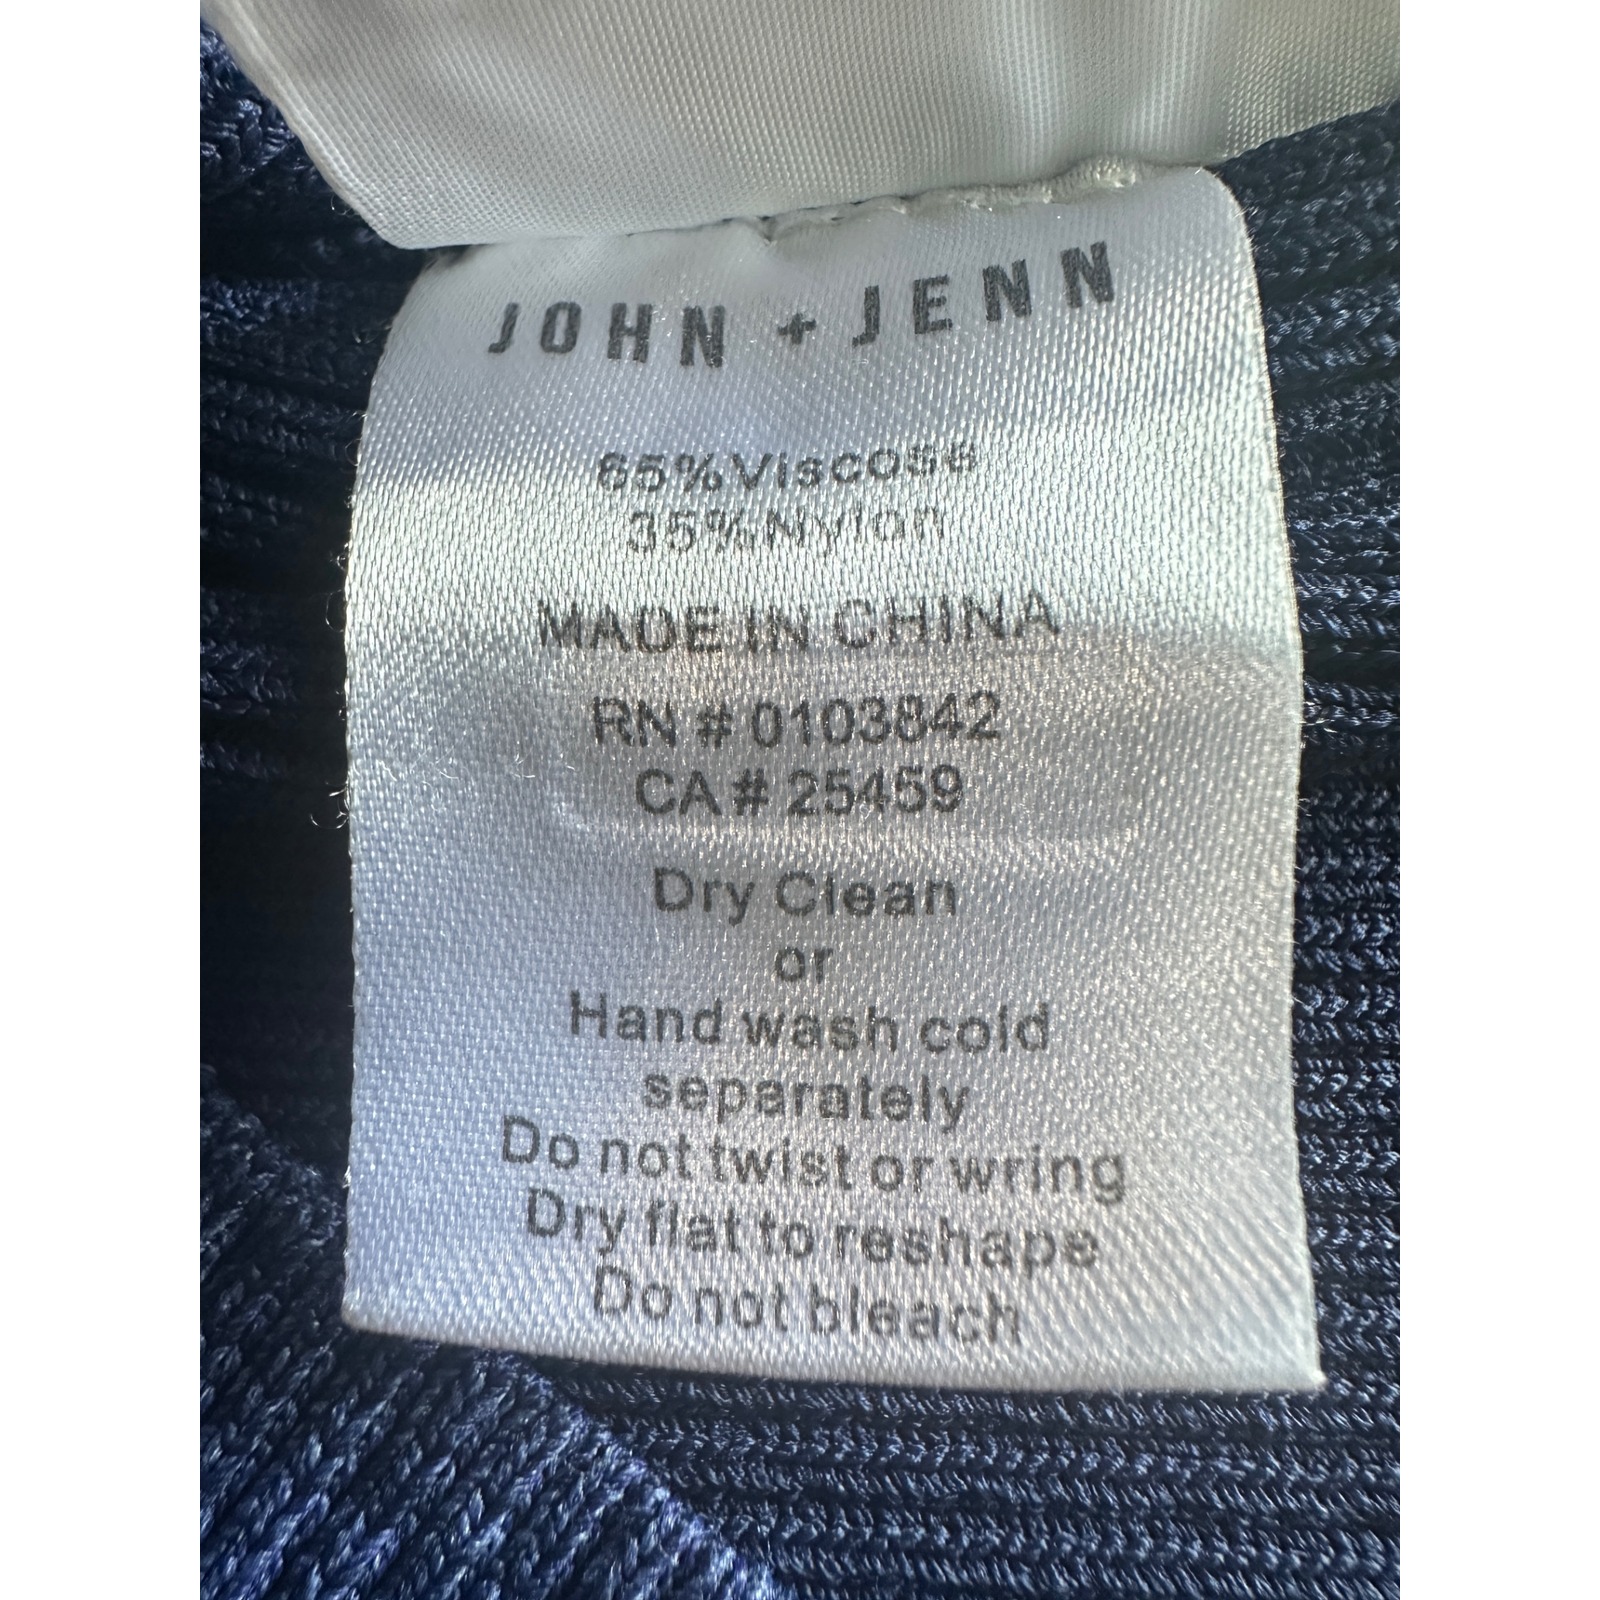 JOHN + JENN
65%Viscose
35%Nylon
MADE IN CHINA
RN # 0103842
CA # 25459
Dry Clean
or
Hand wash cold
separately
Do not twist or wring
Dry flat to reshape
Do not bleach